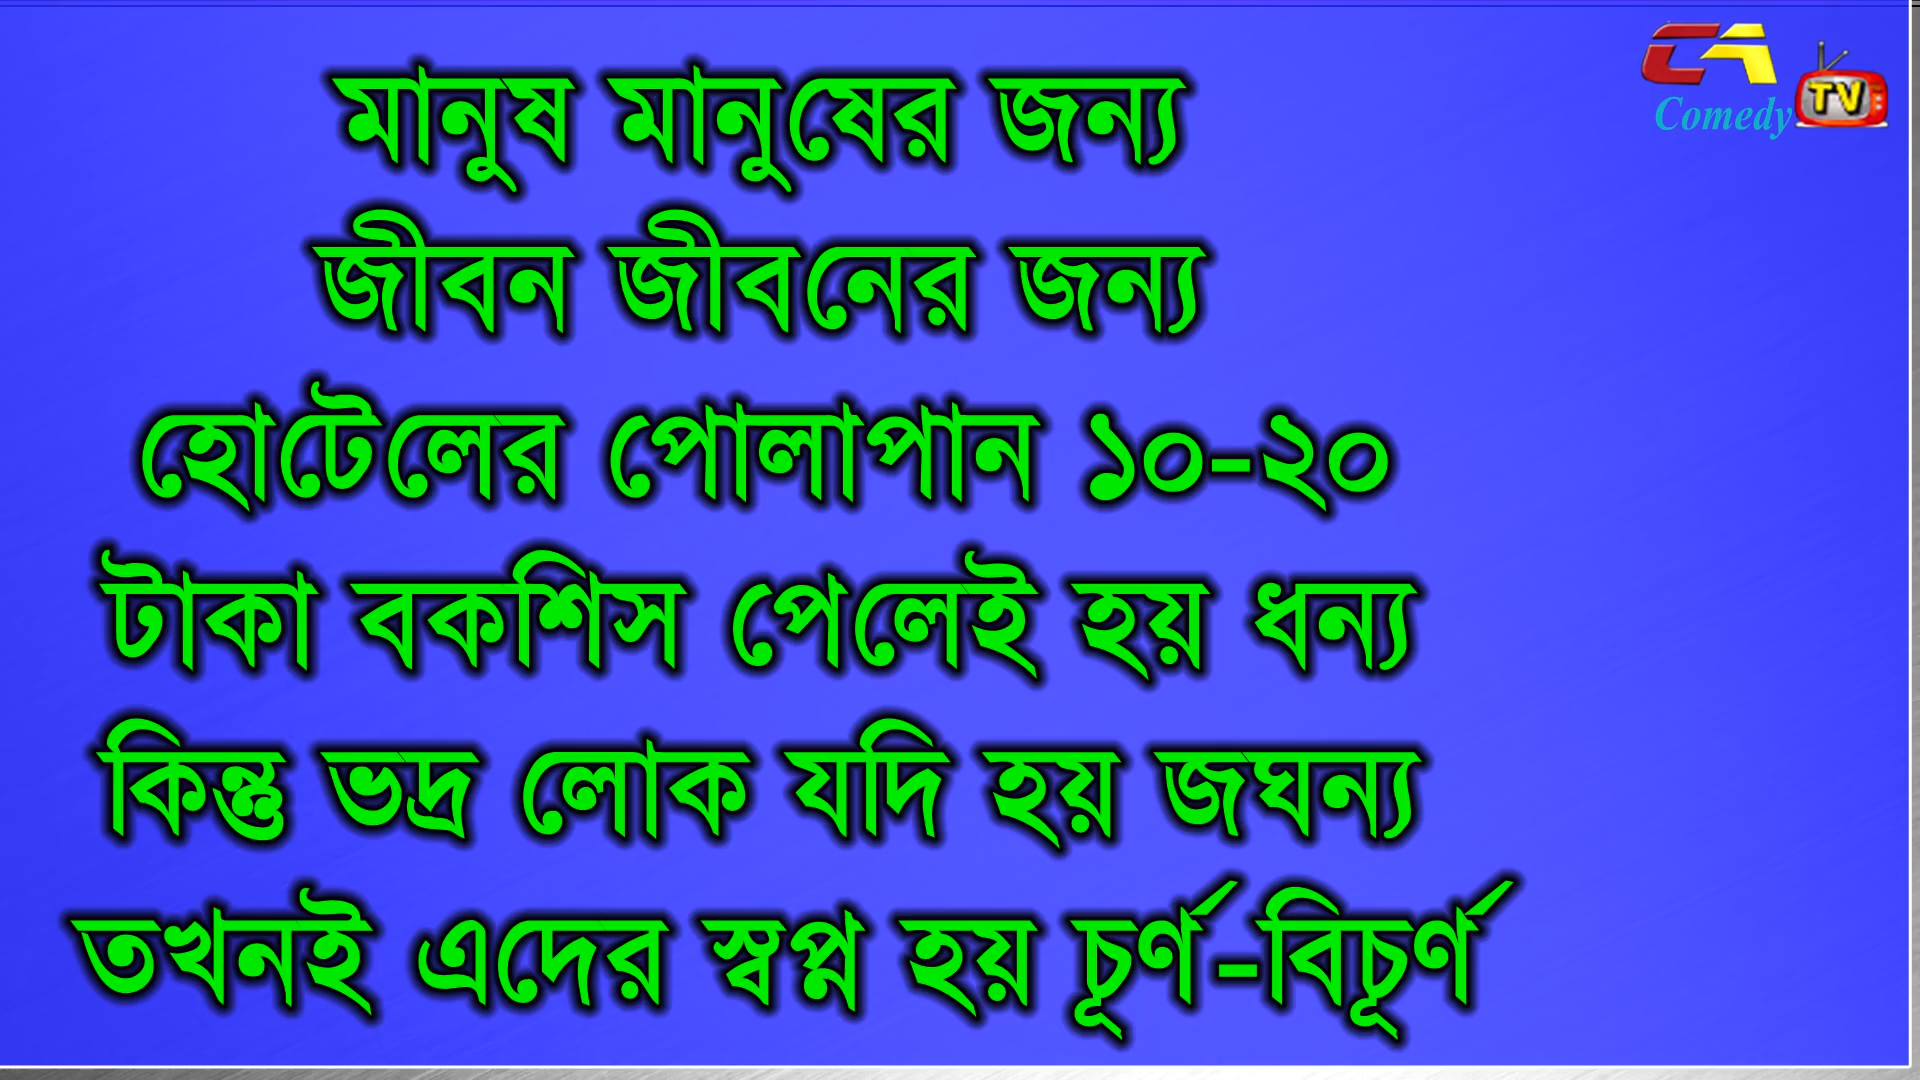 মানুষ মানুষের জন্য
জীবন জীবনের জন্য
হোটেলের পোলাপান ১০-২০
টাকা বকশিস পেলেই হয় ধন্য
কিন্তু ভদ্র লোক যদি হয় জঘন্য
তখনই এদের স্বপ্ন হয় চূর্ণ-বিচূর্ণ
CA
Comedy TV